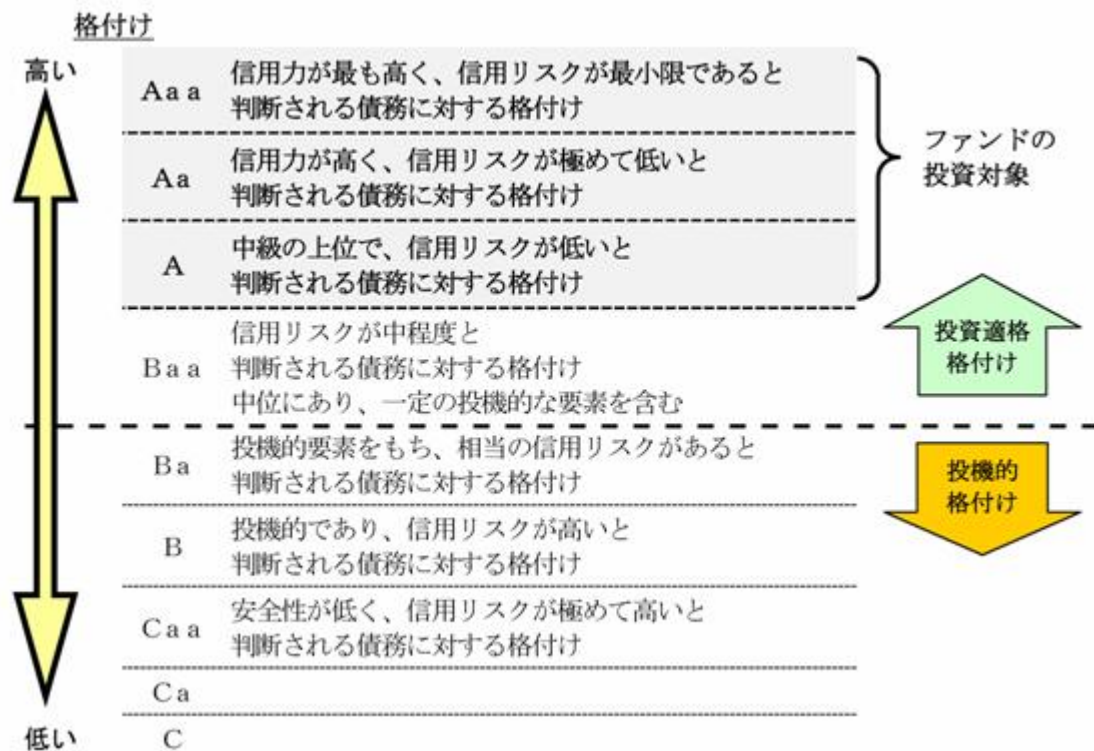 格付け
高い
Aaa
信用力が最も高く、信用リスクが最小限であると
判断される債務に対する格付け
Aa
信用力が高く、信用リスクが極めて低いと
判断される債務に対する格付け
A
中級の上位で、信用リスクが低いと
判断される債務に対する格付け
ファンドの
投資対象
Baa
信用リスクが中程度と
判断される債務に対する格付け
中位にあり、一定の投機的な要素を含む
投資適格
格付け
Ba
投機的要素をもち、相当の信用リスクがあると
判断される債務に対する格付け
投機的
格付け
B
投機的であり、信用リスクが高いと
判断される債務に対する格付け
Caa
安全性が低く、信用リスクが極めて高いと
判断される債務に対する格付け
Ca
低い
C